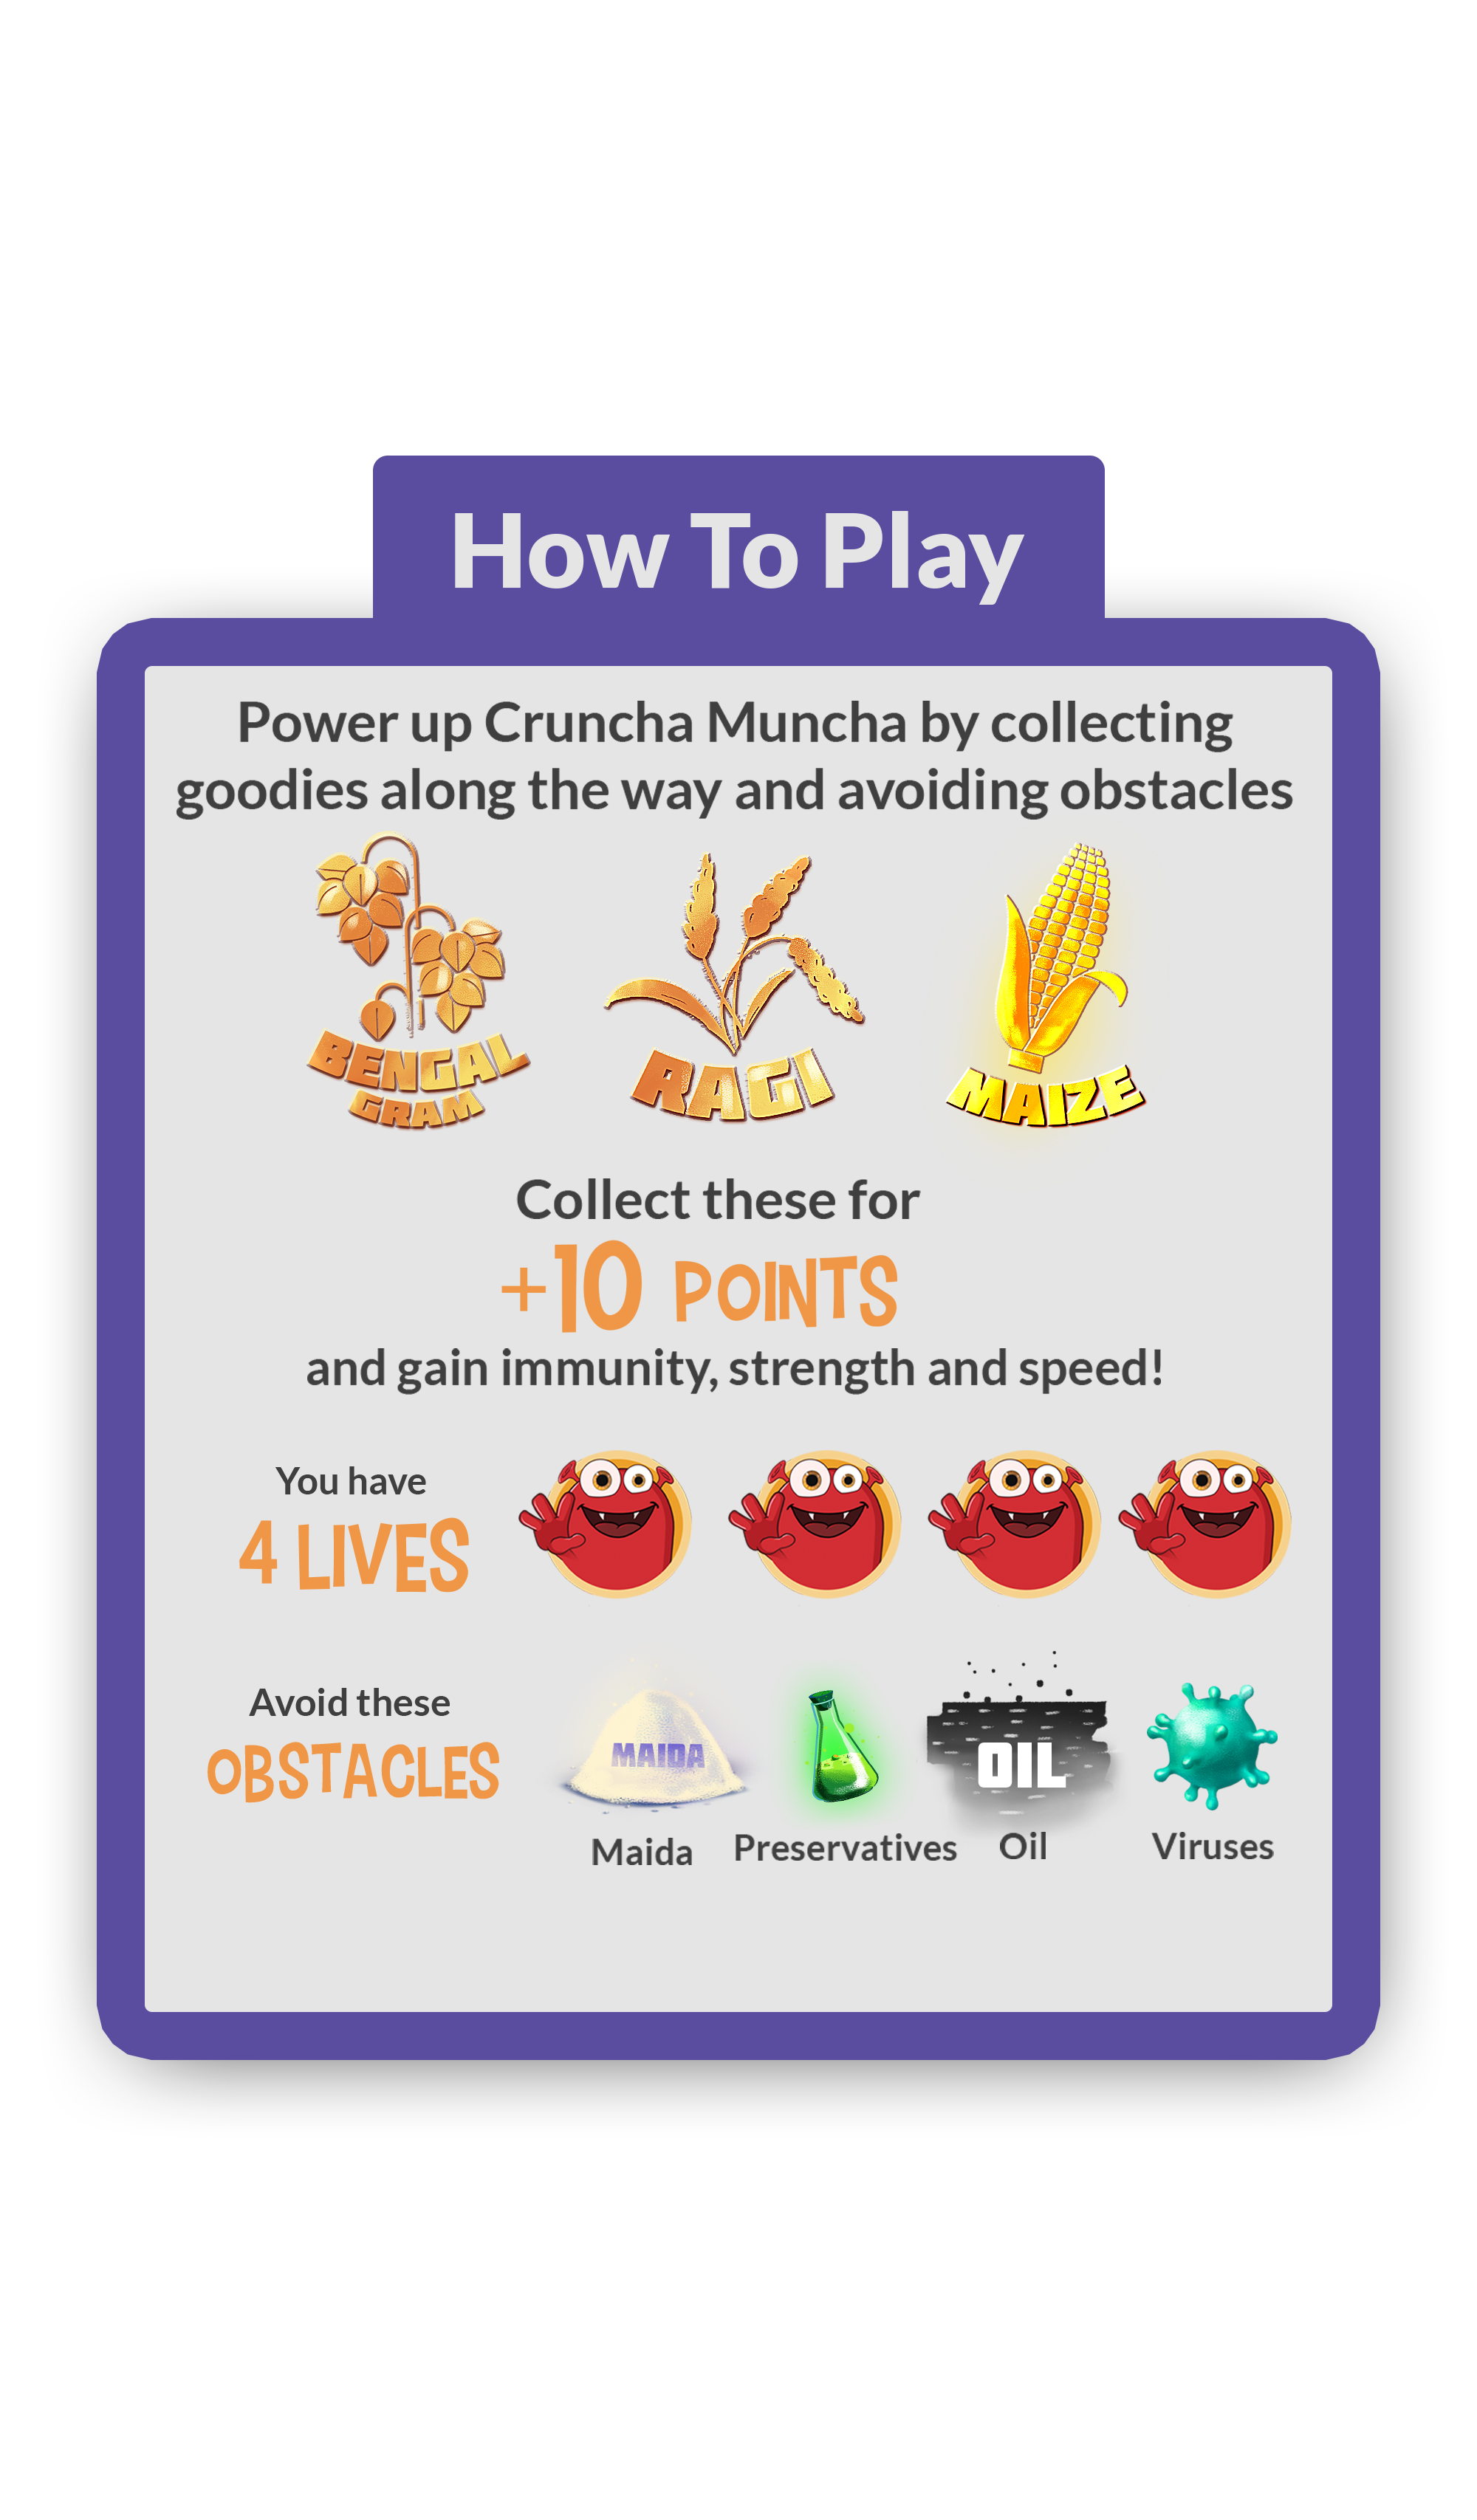 How To Play
Power up Cruncha Muncha by collecting
goodies along the way and avoiding obstacles
BENGAL
GRAM
RAGI
MAIZE
Collect these for
+10 POINTS
and gain immunity, strength and speed!
You have
4 LIVES
Avoid these
OBSTACLES
MAIDA
OIL
Maida
Preservatives
Oil
Viruses